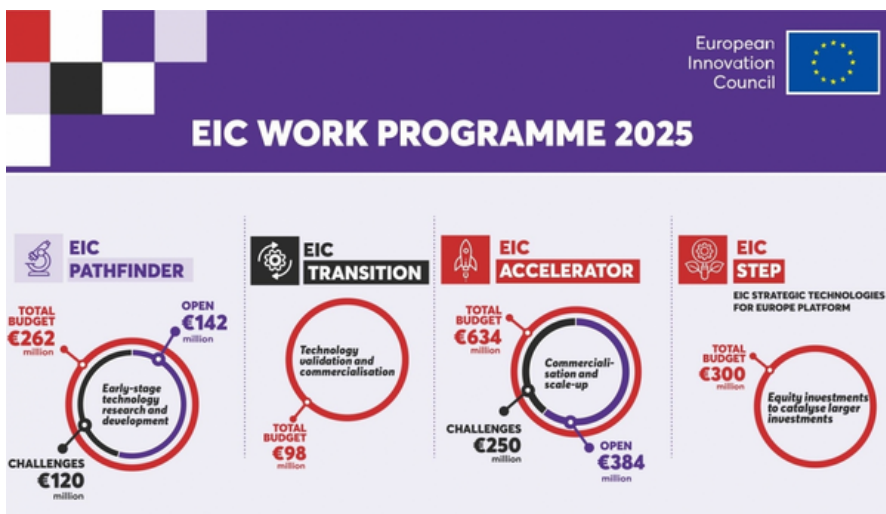 European
Innovation
Council
EIC WORK PROGRAMME 2025
EIC
PATHFINDER
TOTAL
BUDGET
€262
million
OPEN
€142
million
Early-stage
technology
research and
development
CHALLENGES
€120
million
EIC
TRANSITION
Technology
validation and
commercialisation
TOTAL
BUDGET
€98
million
EIC
ACCELERATOR
TOTAL
BUDGET
€634
million
Commerciali-
sation and
scale-up
CHALLENGES
€250
million
OPEN
€384
million
EIC
STEP
EIC STRATEGIC TECHNOLOGIES
FOR EUROPE PLATFORM
TOTAL
BUDGET
€300
million
Equity investments
to catalyse larger
investments